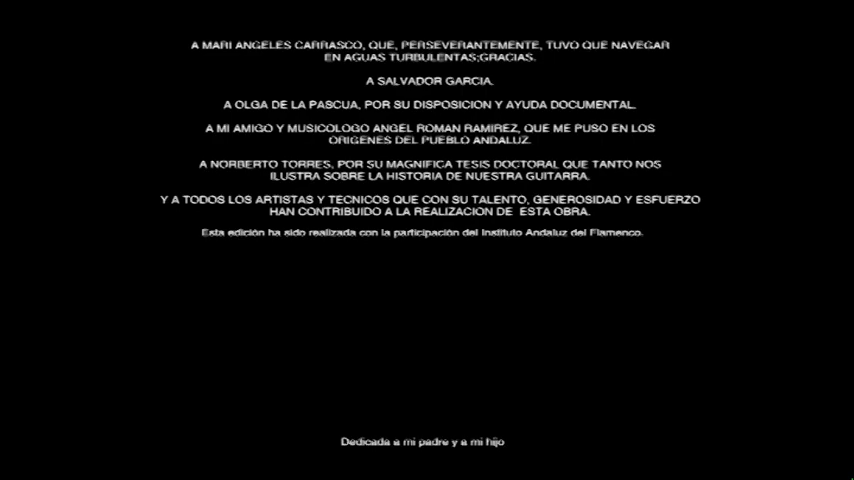 A MARI ANGELES CARRASCO, QUE, PERSEVERANTEMENTE, TUVO QUE NAVEGAR
EN AGUAS TURBULENTAS;GRACIAS.
A SALVADOR GARCIA.
A OLGA DE LA PASCUA, POR SU DISPOSICION Y AYUDA DOCUMENTAL.
A MI AMIGO Y MUSICOLOGO ANGEL ROMAN RAMIREZ, QUE ME PUSO EN LOS
ORIGENES DEL PUEBLO ANDALUZ.
A NORBERTO TORRES, POR SU MAGNIFICA TESIS DOCTORAL QUE TANTO NOS
ILUSTRA SOBRE LA HISTORIA DE NUESTRA GUITARRA.
Y A TODOS LOS ARTISTAS Y TECNICOS QUE CON SU TALENTO, GENEROSIDAD Y ESFUERZO
HAN CONTRIBUIDO A LA REALIZACION DE ESTA OBRA.
Esta edición ha sido realizada con la participación del Instituto Andaluz del Flamenco.
Dedicada a mi padre y a mi hijo